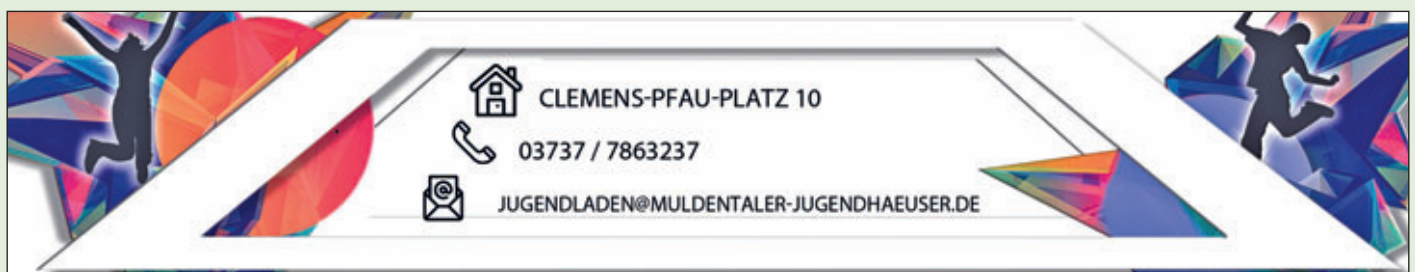 CLEMENS-PFAU-PLATZ 10
03737 / 7863237
JUGENDLADEN@MULDENTALER-JUGENDHAEUSER.DE